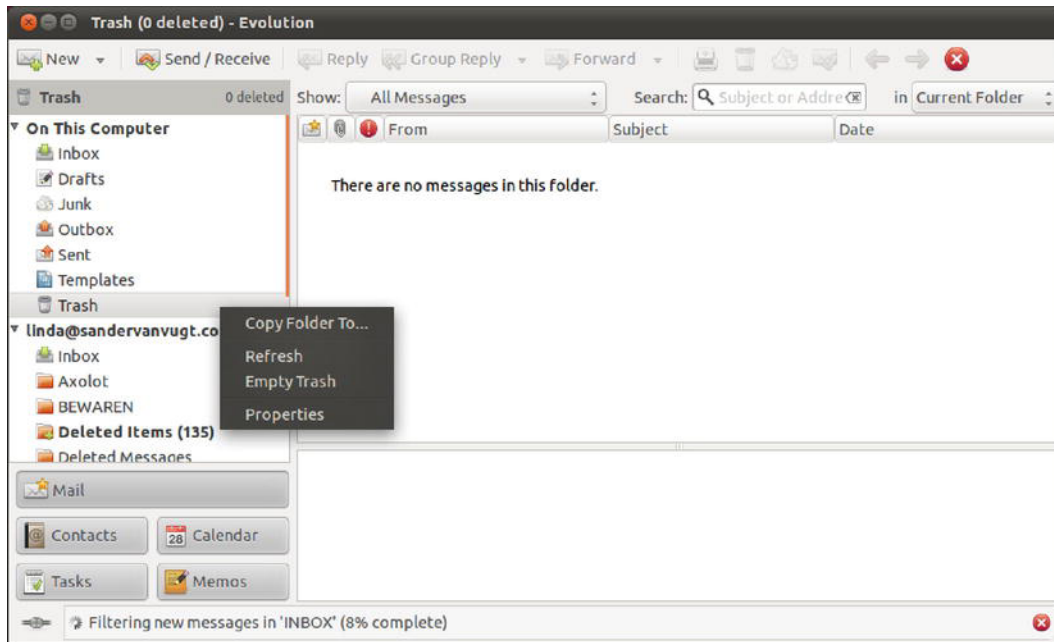 Trash (0 deleted) - Evolution
New Send / Receive Reply Group Reply Forward
Trash 0 deleted Show: All Messages Search: Subject or Addre in Current Folder
On This Computer From Subject Date
Inbox
Drafts
There are no messages in this folder.
Junk
Outbox
Sent
Templates
Trash
Copy Folder To...
linda@sandervanvugt.co
Inbox Refresh
Axolot Empty Trash
BEWAREN Properties
Deleted Items (135)
Deleted Messages
Mail
Contacts 28 Calendar
Tasks Memos
Filtering new messages in 'INBOX' (8% complete)